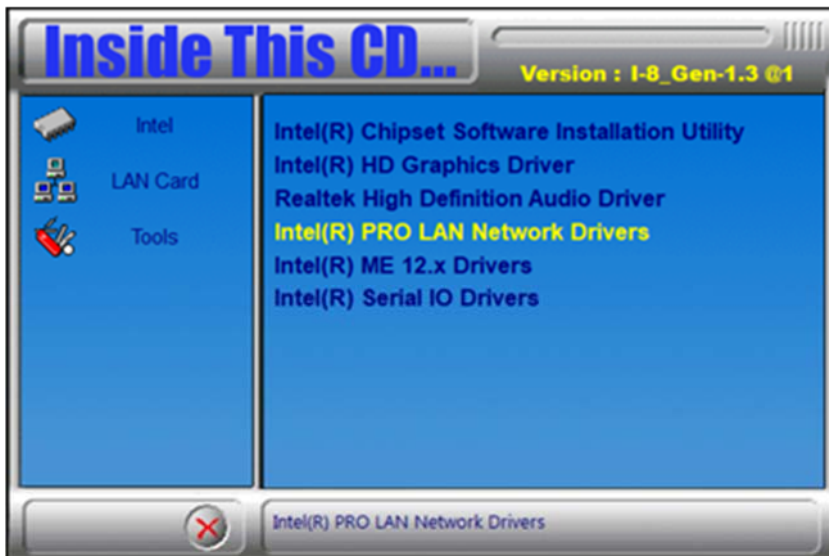 Inside This CD...
Version : I-8_Gen-1.3 @1
Intel
LAN Card
Tools
Intel(R) Chipset Software Installation Utility
Intel(R) HD Graphics Driver
Realtek High Definition Audio Driver
Intel(R) PRO LAN Network Drivers
Intel(R) ME 12.x Drivers
Intel(R) Serial IO Drivers
Intel(R) PRO LAN Network Drivers